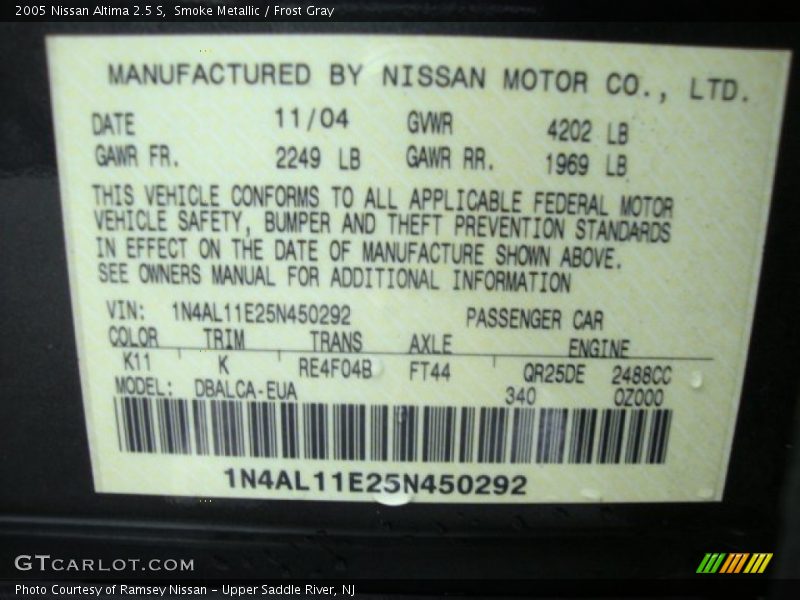 2005 Nissan Altima 2.5 S, Smoke Metallic / Frost Gray
MANUFACTURED BY NISSAN MOTOR CO., LTD.
DATE 11/04 GVWR 4202 LB
GAWR FR. 2249 LB GAWR RR. 1969 LB
THIS VEHICLE CONFORMS TO ALL APPLICABLE FEDERAL MOTOR
VEHICLE SAFETY, BUMPER AND THEFT PREVENTION STANDARDS
IN EFFECT ON THE DATE OF MANUFACTURE SHOWN ABOVE.
SEE OWNERS MANUAL FOR ADDITIONAL INFORMATION
VIN: 1N4AL11E25N450292 PASSENGER CAR
COLOR TRIM TRANS AXLE ENGINE
K11 K RE4F04B FT44 QR25DE 2488CC
MODEL: DBALCA-EUA 340 0Z000
1N4AL11E25N450292
GTCARLOT.COM
Photo Courtesy of Ramsey Nissan - Upper Saddle River, NJ